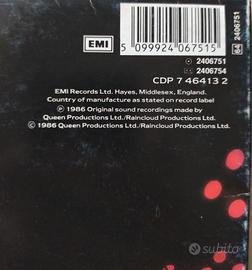 EMI
5 099924 067515
2406751
2406751
2406754
CDP 7 46413 2
EMI Records Ltd. Hayes, Middlesex, England.
Country of manufacture as stated on record label
℗ 1986 Original sound recordings made by
Queen Productions Ltd./Raincloud Productions Ltd.
© 1986 Queen Productions Ltd./Raincloud Productions Ltd.
subito